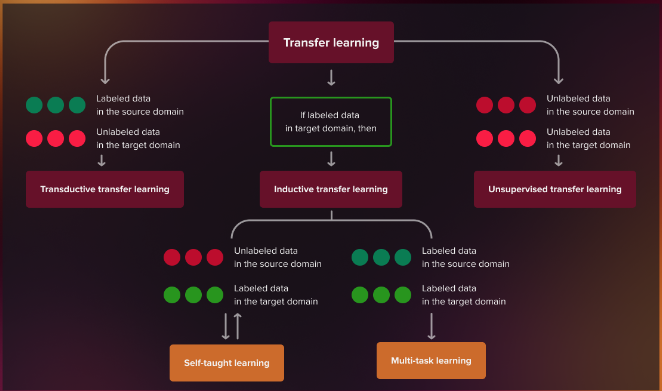 Transfer learning
Labeled data
in the source domain
Unlabeled data
in the target domain
If labeled data
in target domain, then
Unlabeled data
in the source domain
Unlabeled data
in the target domain
Transductive transfer learning
Inductive transfer learning
Unsupervised transfer learning
Unlabeled data
in the source domain
Labeled data
in the target domain
Labeled data
in the source domain
Labeled data
in the target domain
Self-taught learning
Multi-task learning